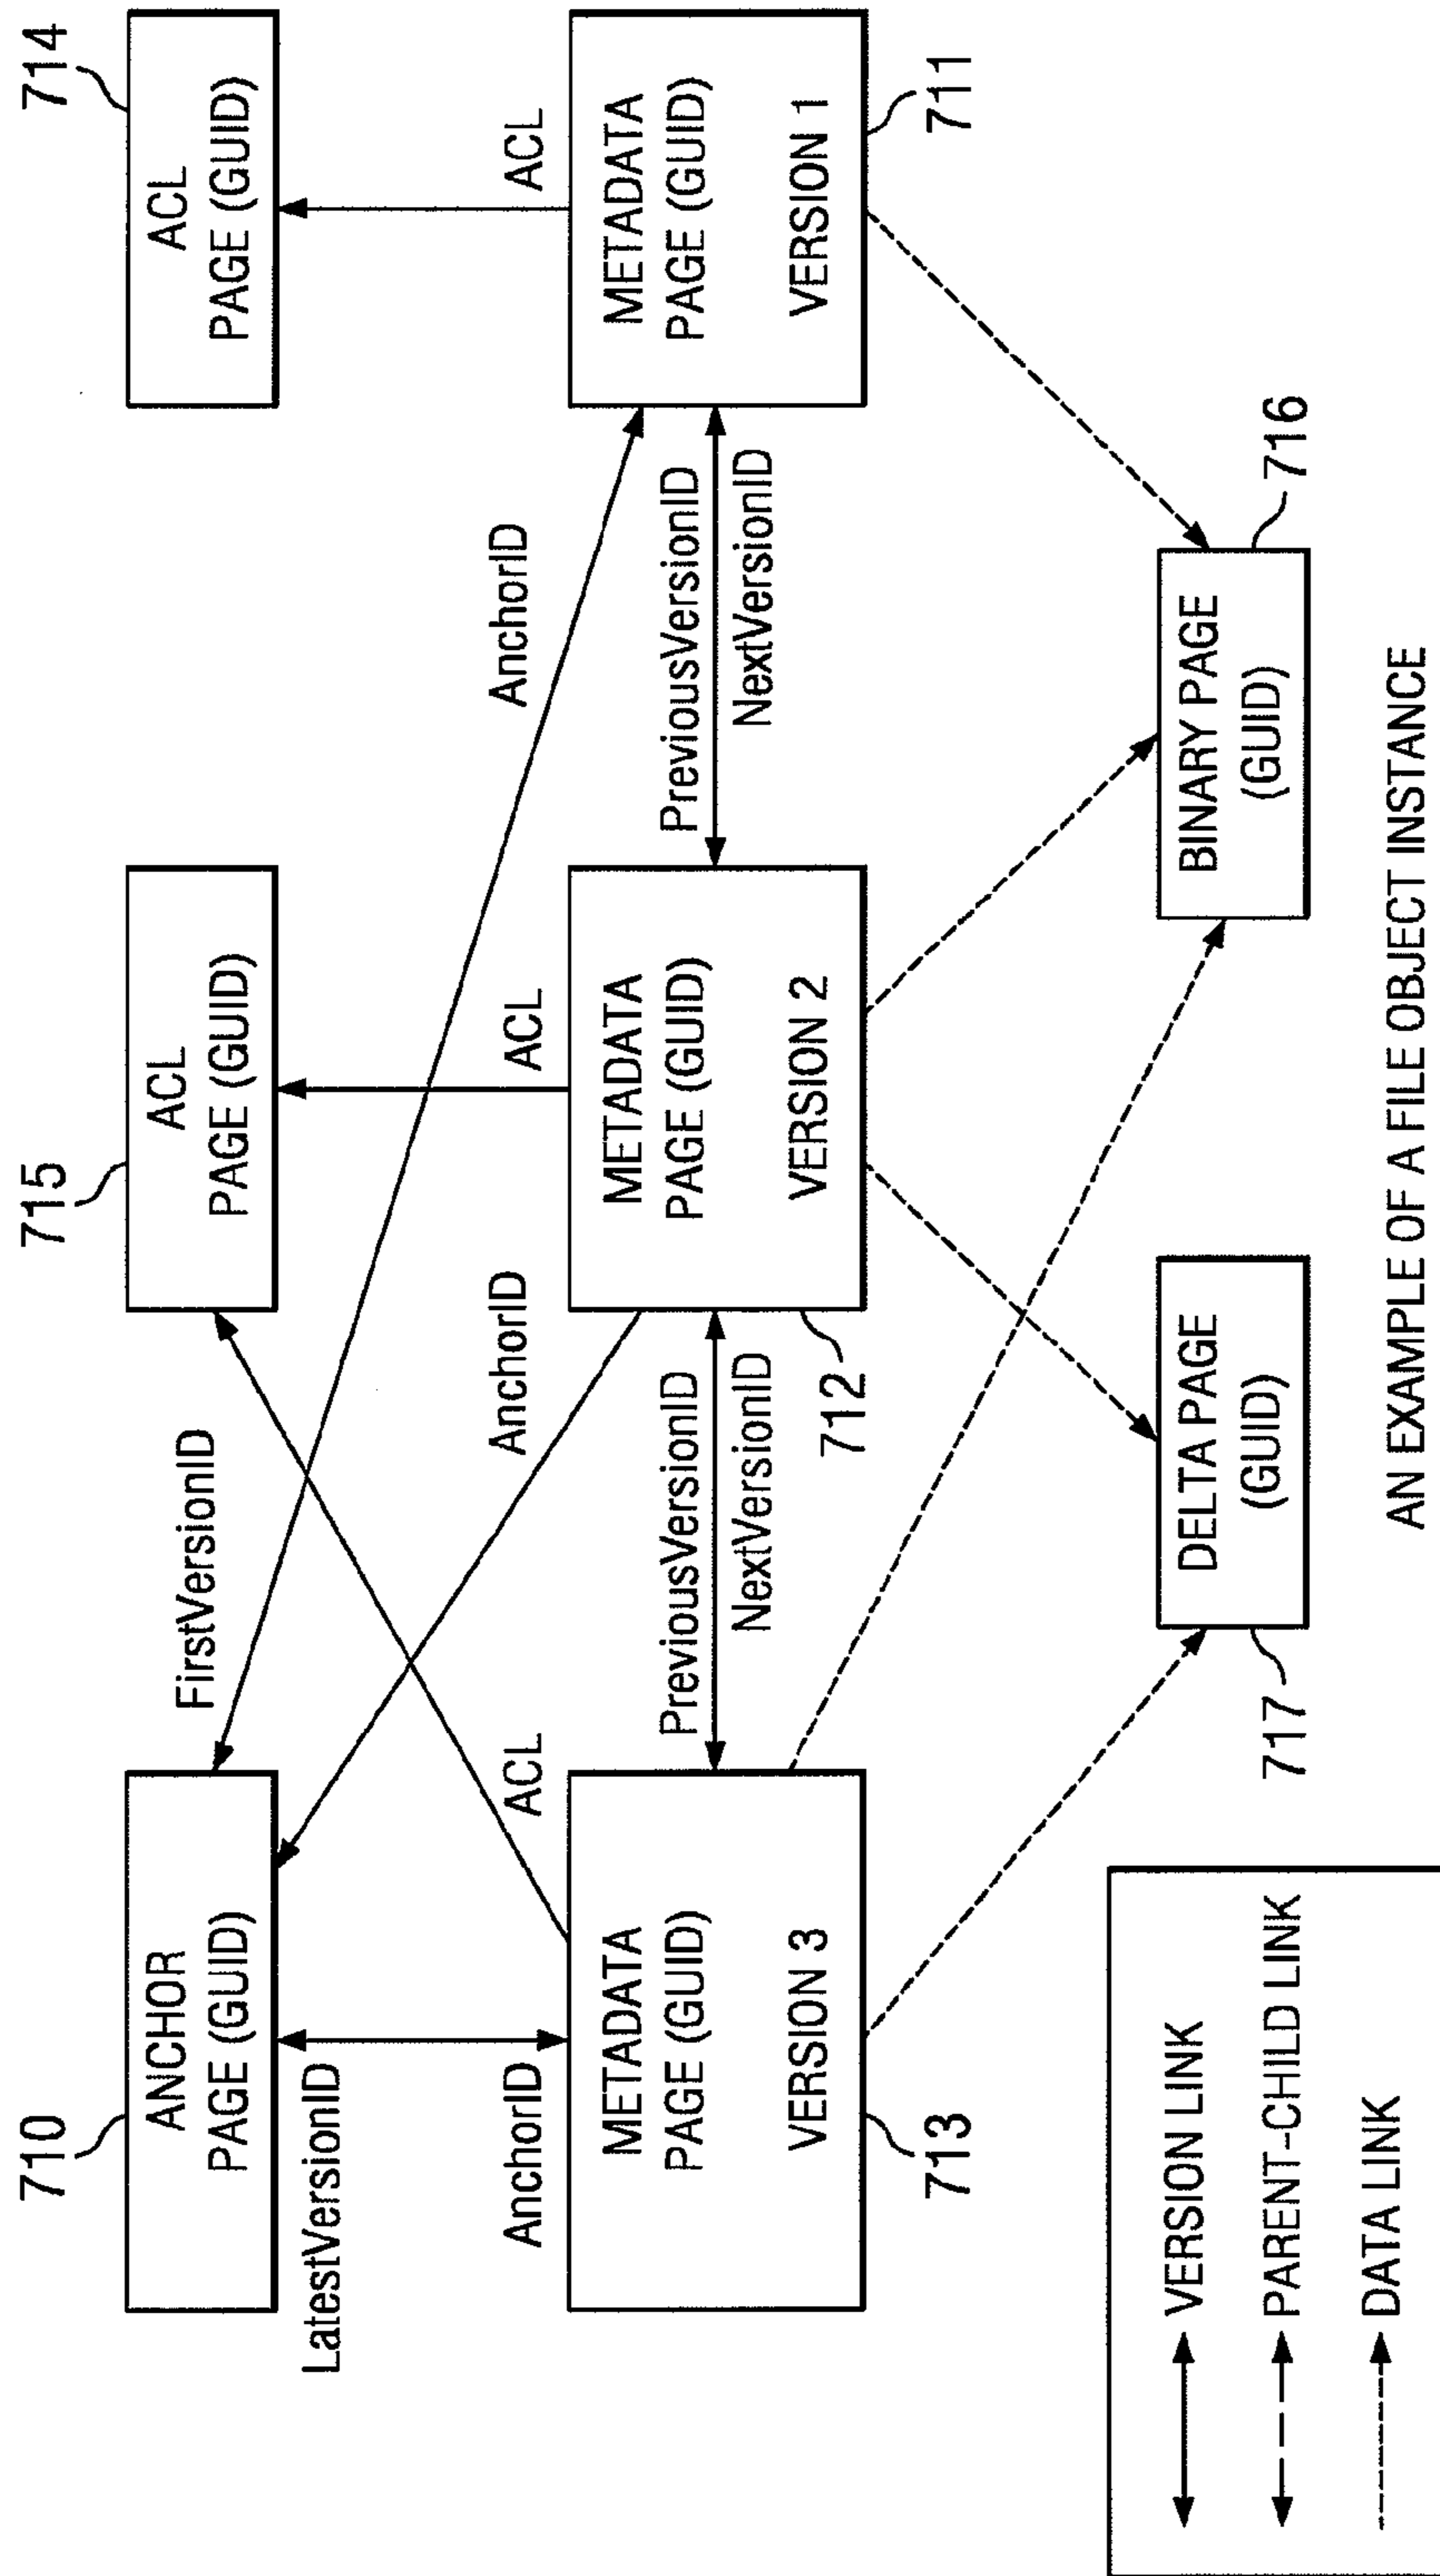 710
ANCHOR
PAGE (GUID)
715
ACL
PAGE (GUID)
714
ACL
PAGE (GUID)
FirstVersionID
LatestVersionID
AnchorID
ACL
AnchorID
ACL
AnchorID
ACL
METADATA
PAGE (GUID)
VERSION 3
713
PreviousVersionID
NextVersionID
METADATA
PAGE (GUID)
VERSION 2
712
PreviousVersionID
NextVersionID
METADATA
PAGE (GUID)
VERSION 1
711
DELTA PAGE
(GUID)
717
BINARY PAGE
(GUID)
716
VERSION LINK
PARENT-CHILD LINK
DATA LINK
AN EXAMPLE OF A FILE OBJECT INSTANCE